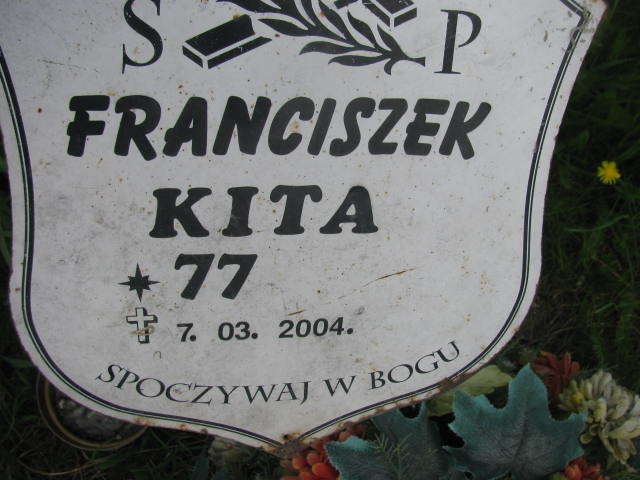 S P
FRANCISZEK
KITA
77
7. 03. 2004.
SPOCZYWAJ W BOGU